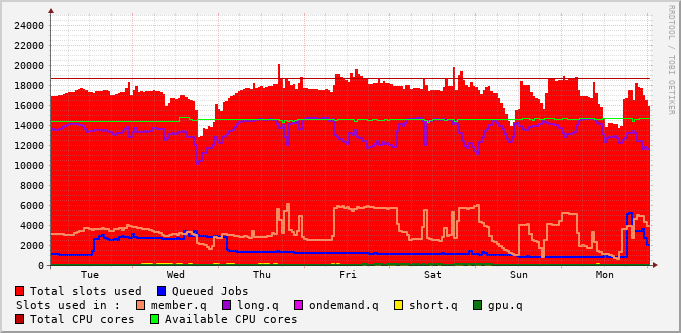 RRDTOOL / TOBI OETIKER
24000
22000
20000
18000
16000
14000
12000
10000
8000
6000
4000
2000
0
Tue Wed Thu Fri Sat Sun Mon
Total slots used Queued Jobs
Slots used in : member.q long.q ondemand.q short.q gpu.q
Total CPU cores Available CPU cores